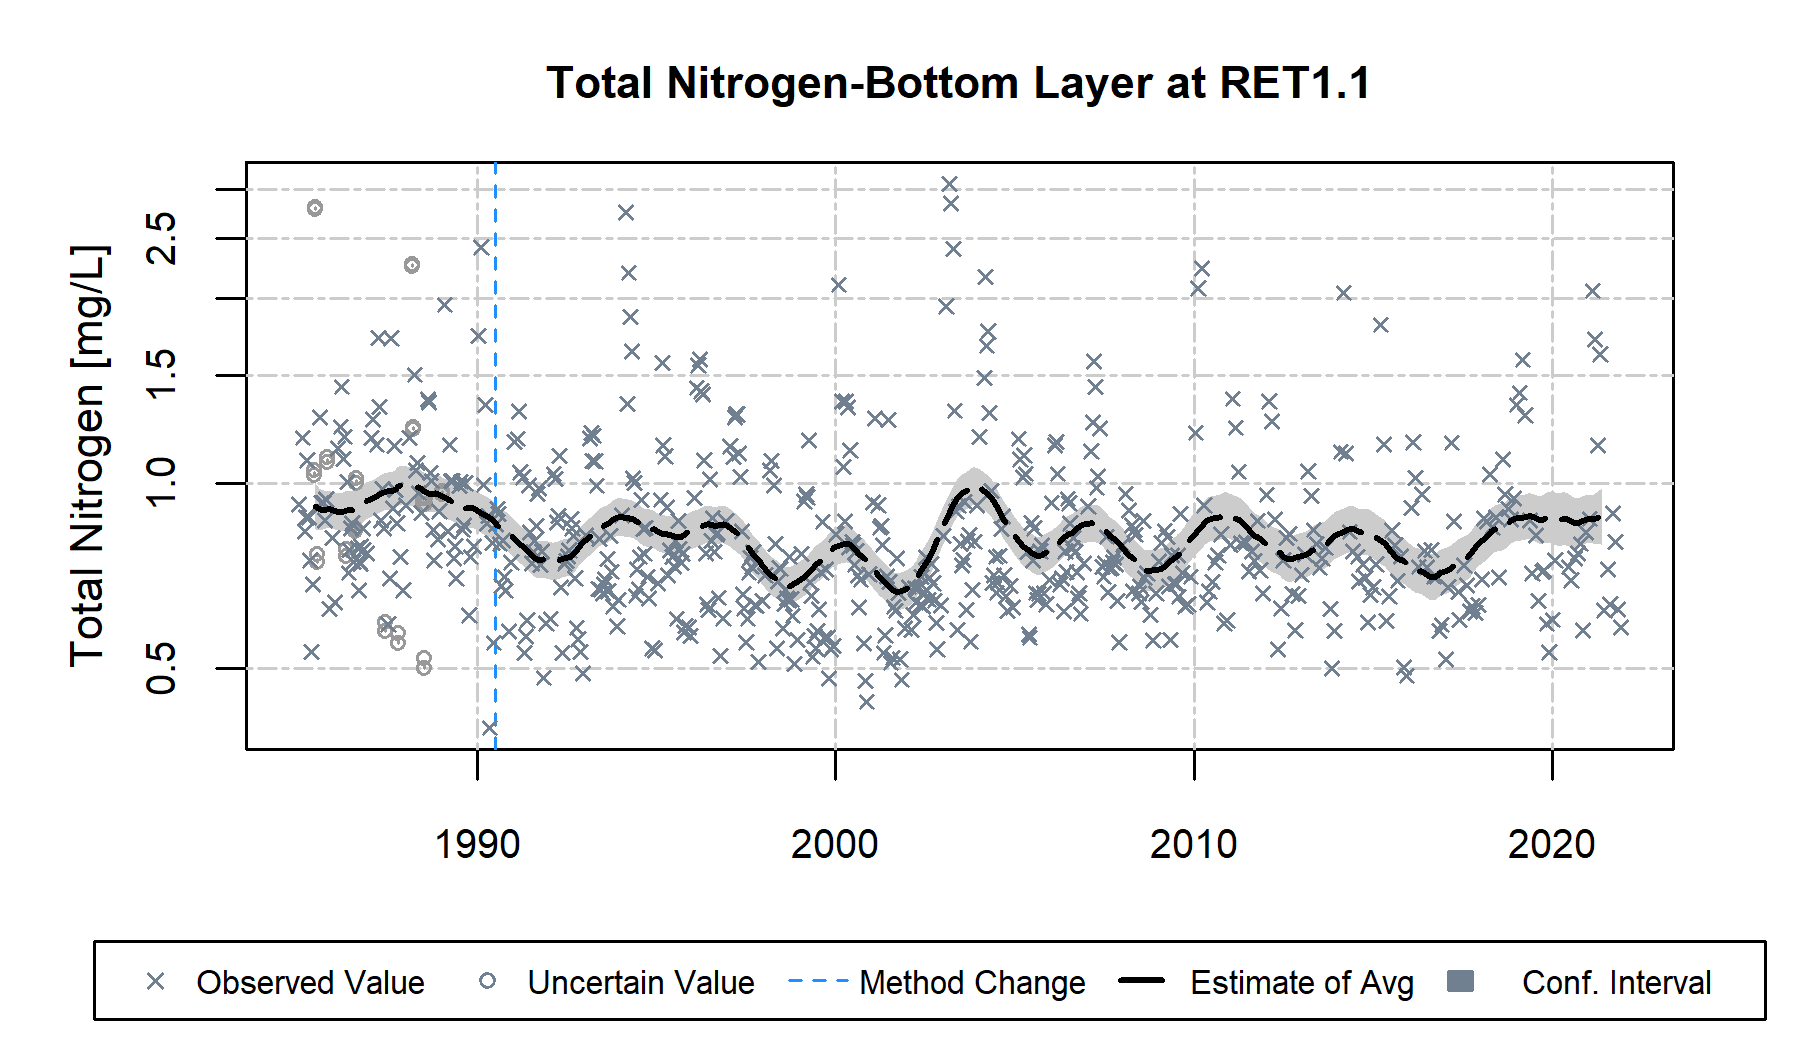 Total Nitrogen-Bottom Layer at RET1.1
Total Nitrogen [mg/L]
2.5
1.5
1.0
0.5
1990 2000 2010 2020
Observed Value Uncertain Value Method Change Estimate of Avg Conf. Interval